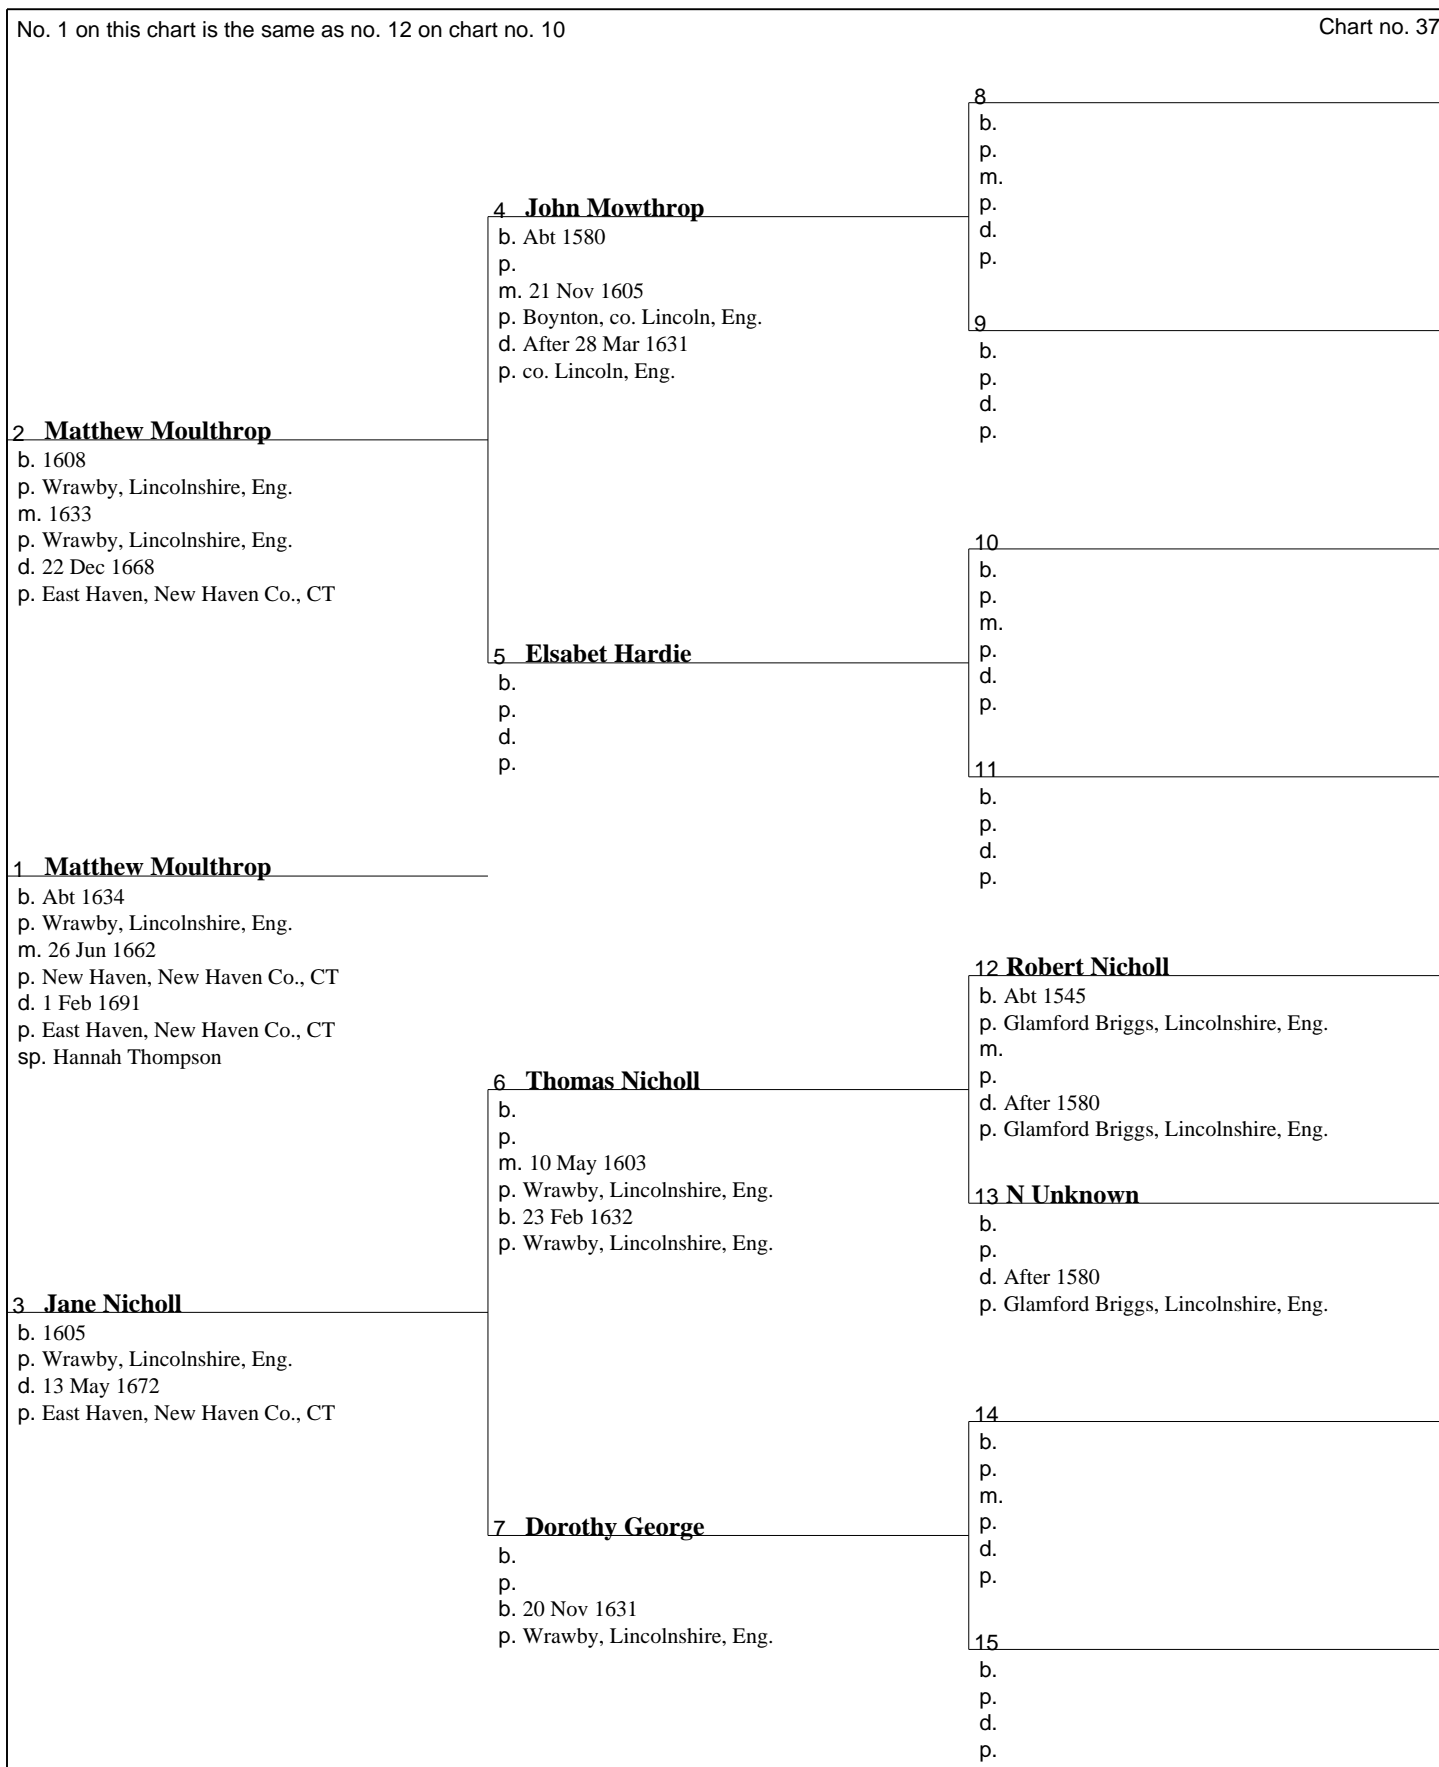 No. 1 on this chart is the same as no. 12 on chart no. 10
Chart no. 37
8
b.
p.
m.
p.
d.
p.
4 John Mowthrop
b. Abt 1580
p.
m. 21 Nov 1605
p. Boynton, co. Lincoln, Eng.
d. After 28 Mar 1631
p. co. Lincoln, Eng.
9
b.
p.
d.
p.
2 Matthew Moulthrop
b. 1608
p. Wrawby, Lincolnshire, Eng.
m. 1633
p. Wrawby, Lincolnshire, Eng.
d. 22 Dec 1668
p. East Haven, New Haven Co., CT
10
b.
p.
m.
p.
d.
p.
5 Elsabet Hardie
b.
p.
d.
p.
11
b.
p.
d.
p.
1 Matthew Moulthrop
b. Abt 1634
p. Wrawby, Lincolnshire, Eng.
m. 26 Jun 1662
p. New Haven, New Haven Co., CT
d. 1 Feb 1691
p. East Haven, New Haven Co., CT
sp. Hannah Thompson
12 Robert Nicholl
b. Abt 1545
p. Glamford Briggs, Lincolnshire, Eng.
m.
p.
d. After 1580
p. Glamford Briggs, Lincolnshire, Eng.
6 Thomas Nicholl
b.
p.
m. 10 May 1603
p. Wrawby, Lincolnshire, Eng.
b. 23 Feb 1632
p. Wrawby, Lincolnshire, Eng.
13 N Unknown
b.
p.
d. After 1580
p. Glamford Briggs, Lincolnshire, Eng.
3 Jane Nicholl
b. 1605
p. Wrawby, Lincolnshire, Eng.
d. 13 May 1672
p. East Haven, New Haven Co., CT
14
b.
p.
m.
p.
d.
p.
7 Dorothy George
b.
p.
b. 20 Nov 1631
p. Wrawby, Lincolnshire, Eng.
15
b.
p.
d.
p.